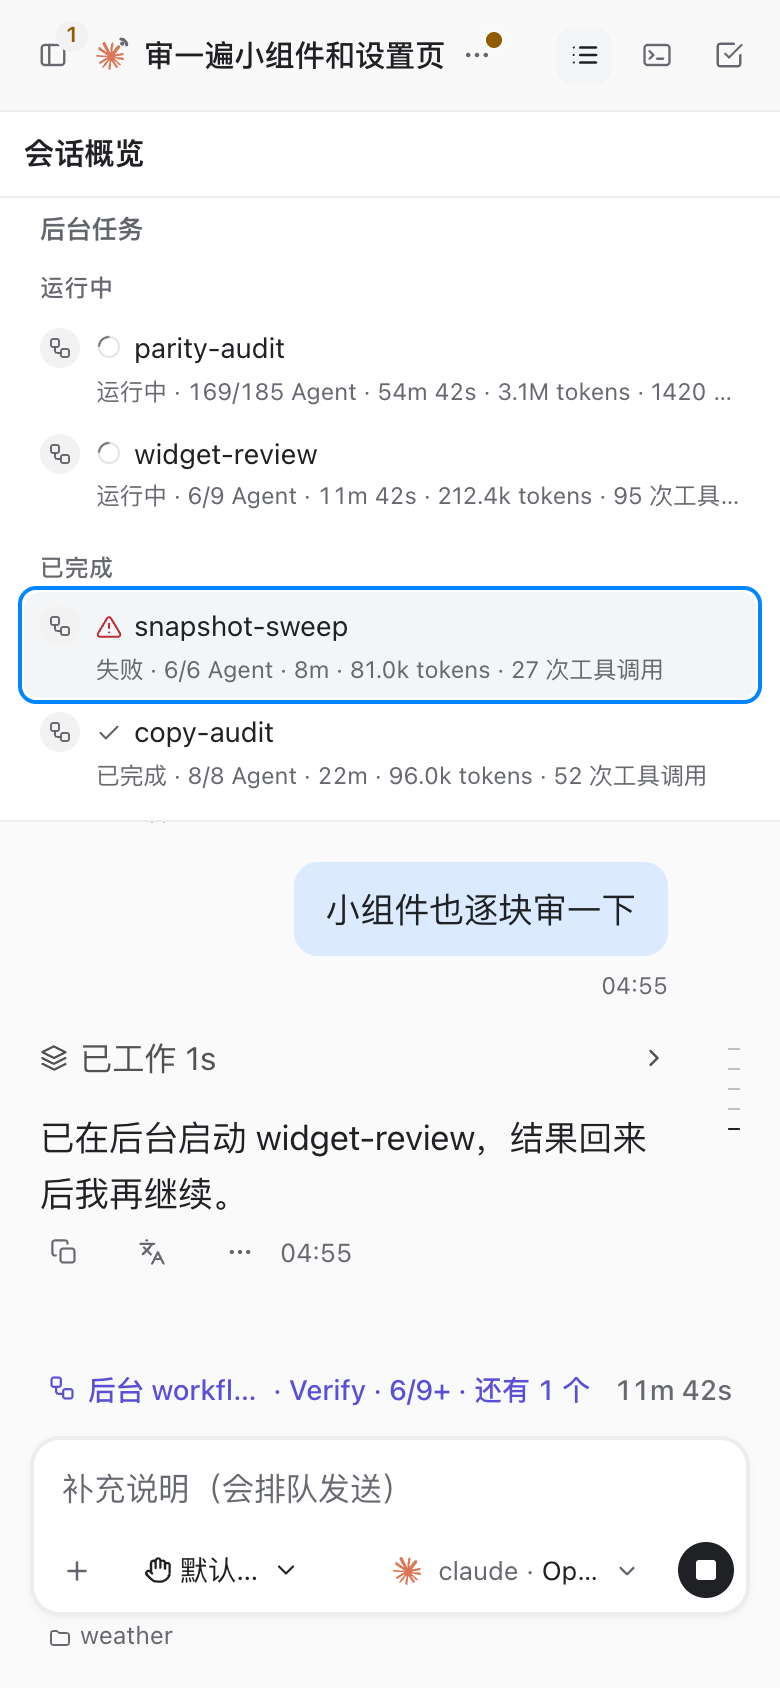 1
审一遍小组件和设置页
会话概览
后台任务
运行中
parity-audit
运行中 · 169/185 Agent · 54m 42s · 3.1M tokens · 1420 ...
widget-review
运行中 · 6/9 Agent · 11m 42s · 212.4k tokens · 95 次工具...
已完成
snapshot-sweep
失败 · 6/6 Agent · 8m · 81.0k tokens · 27 次工具调用
copy-audit
已完成 · 8/8 Agent · 22m · 96.0k tokens · 52 次工具调用
小组件也逐块审一下
04:55
已工作 1s
已在后台启动 widget-review，结果回来
后我再继续。
04:55
后台 workfl... · Verify · 6/9+ · 还有 1 个 11m 42s
补充说明（会排队发送）
默认... claude · Op...
weather